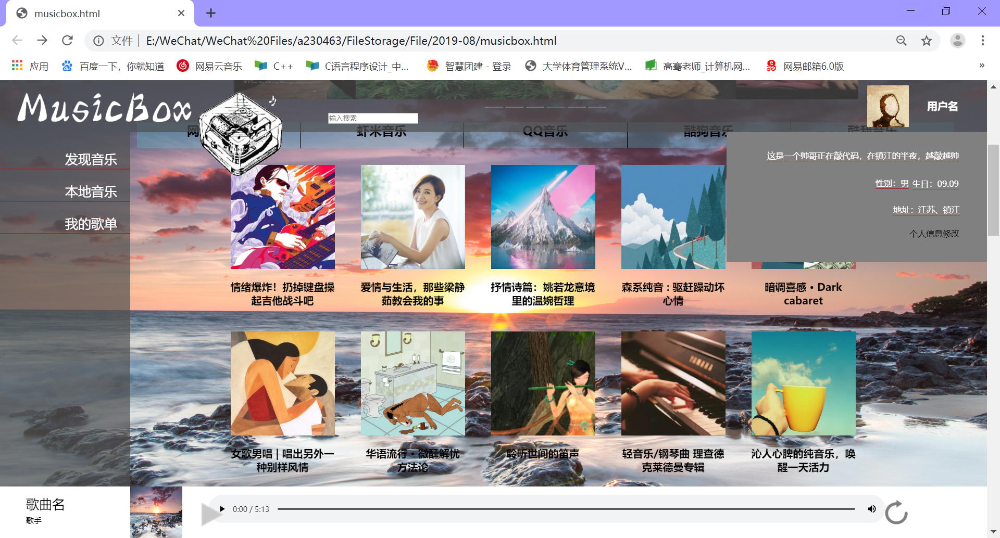 musicbox.html
文件 E:/WeChat/WeChat%20Files/a230463/FileStorage/File/2019-08/musicbox.html
应用 百度一下，你就知道 网易云音乐 C++ C语言程序设计_中... 智慧团建 - 登录 大学体育管理系统V... 高骞老师_计算机网... 网易邮箱6.0版 »
MusicBox
输入搜索
用户名
网
虾米音乐
QQ音乐
酷狗音乐
酷我音乐
发现音乐
本地音乐
我的歌单
这是一个帅哥正在敲代码，在镇江的半夜，越敲越帅
性别：男 生日：09.09
地址：江苏、镇江
个人信息修改
情绪爆炸！扔掉键盘操
起吉他战斗吧
爱情与生活，那些梁静
茹教会我的事
抒情诗篇：姚若龙意境
里的温婉哲理
森系纯音 : 驱赶躁动坏
心情
暗调喜感 • Dark
cabaret
YAMAHA
女歌男唱 | 唱出另外一
种别样风情
华语流行 • 微醺解忧
方法论
聆听世间的笛声
轻音乐/钢琴曲 理查德
克莱德曼专辑
沁人心脾的纯音乐，唤
醒一天活力
歌曲名
歌手
0:00 / 5:13